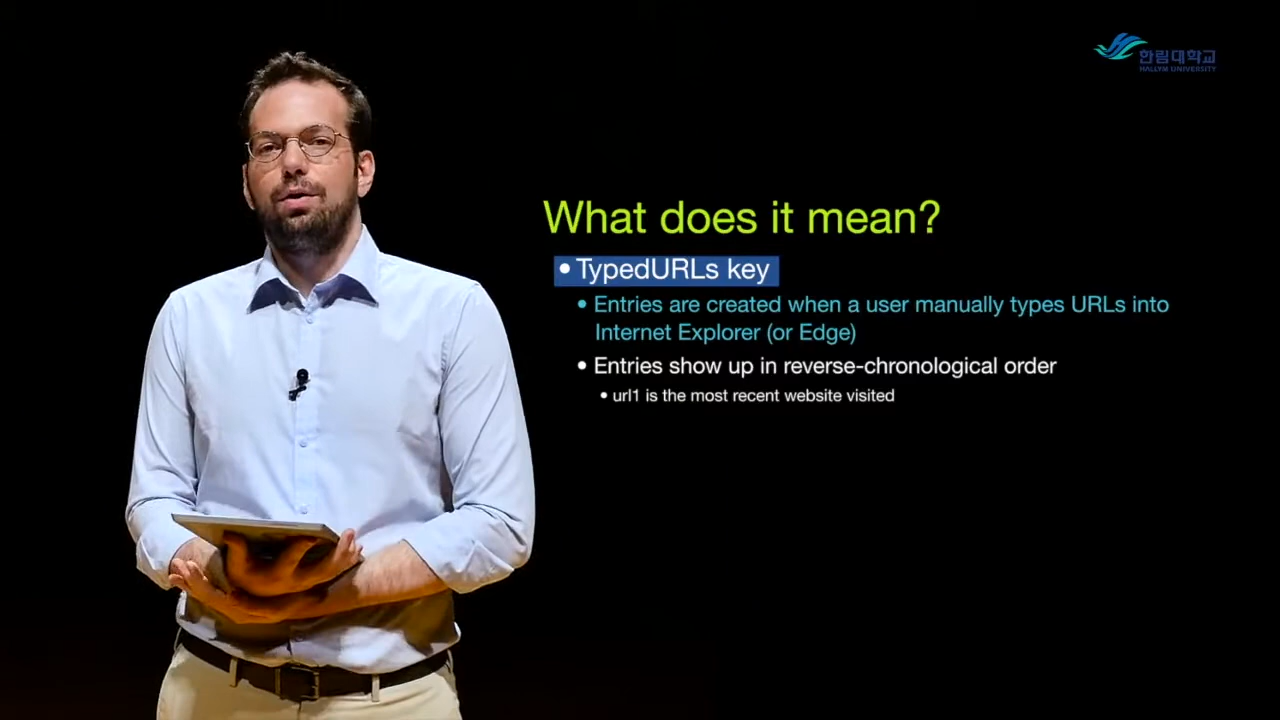 한림대학교
HALLYM UNIVERSITY
What does it mean?
• TypedURLs key
• Entries are created when a user manually types URLs into
Internet Explorer (or Edge)
• Entries show up in reverse-chronological order
• url1 is the most recent website visited